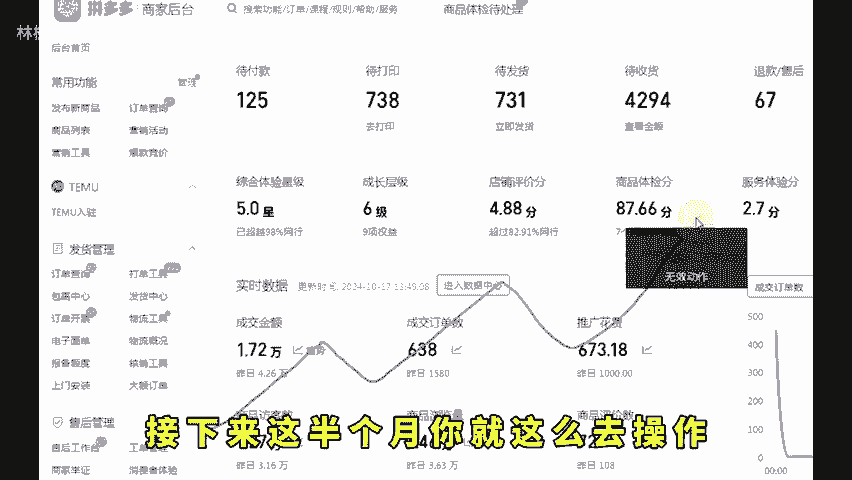 拼多多 商家后台 搜索功能/订单/课程/规则/帮助/服务 商品体检待处理
林
后台首页
常用功能 管理
发布新商品 订单查询
商品列表 营销活动
营销工具 爆款竞价
TEMU
TEMU入驻
发货管理
订单查询 打单工具
包裹中心 发货中心
订单开票 物流工具
电子面单 物流概况
上门安装 大额订单
售后管理
售后工作台 工单管理
商家举证 消费者体验
待付款 待打印 待发货 待收货 退款/售后
125 738 731 4294 67
去打印 立即发货 查看金额
综合体验星级 成长层级 店铺评价分 商品体检分 服务体验分
5.0 星 6 级 4.88 分 87.66 分 2.7 分
已超越98%同行 9项权益 超过82.91%同行
无效动作
实时数据 更新时间 进入数据中心
成交订单数
成交金额 成交订单数 推广花费
1.72 万 638 673.18
昨日 4.26 万 昨日 1580 昨日 1000.00
500
400
300
200
100
0
00:00
商品访客数
接下来这半个月你就这么去操作
昨日 3.16 万 昨日 3.63 万 昨日 108